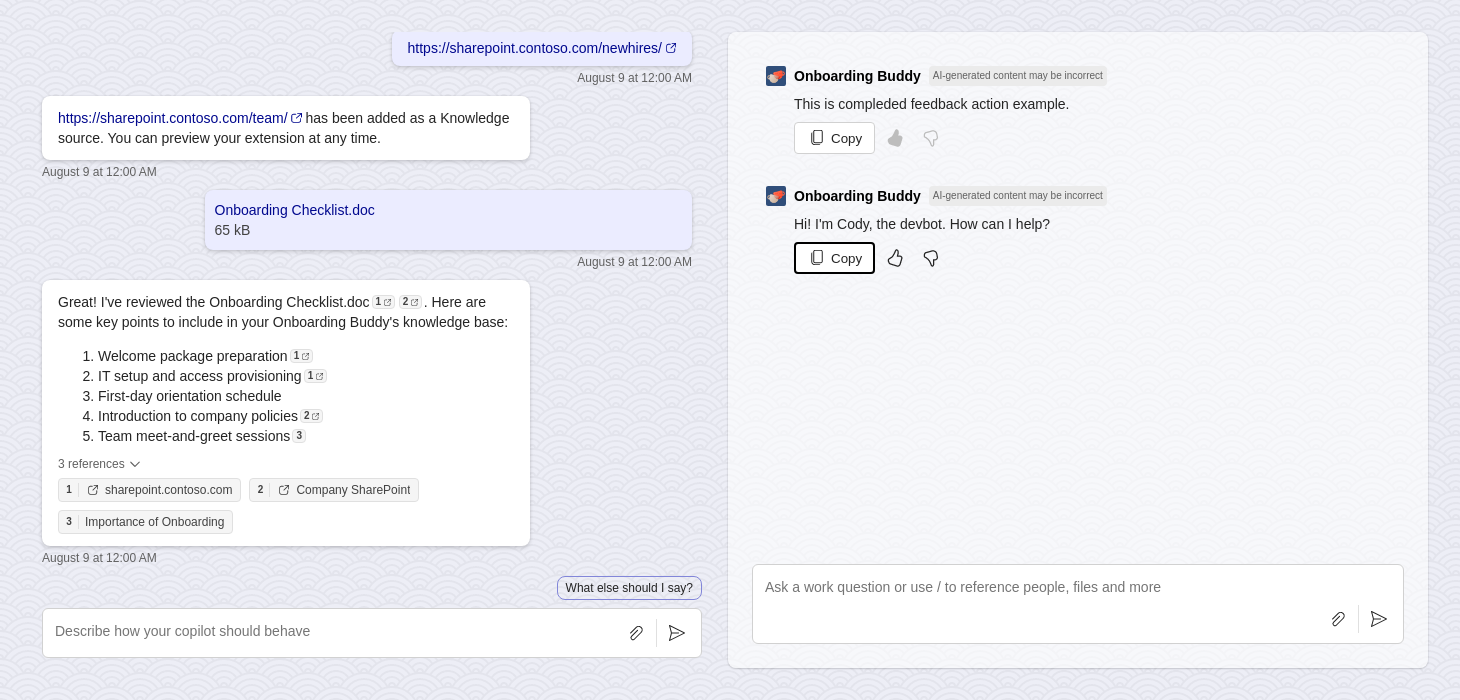 https://sharepoint.contoso.com/newhires/
August 9 at 12:00 AM
https://sharepoint.contoso.com/team/ has been added as a Knowledge
source. You can preview your extension at any time.
August 9 at 12:00 AM
Onboarding Checklist.doc
65 kB
August 9 at 12:00 AM
Great! I've reviewed the Onboarding Checklist.doc 1 2 . Here are
some key points to include in your Onboarding Buddy's knowledge base:
1. Welcome package preparation 1
2. IT setup and access provisioning 1
3. First-day orientation schedule
4. Introduction to company policies 2
5. Team meet-and-greet sessions 3
3 references
1 sharepoint.contoso.com 2 Company SharePoint
3 Importance of Onboarding
August 9 at 12:00 AM
What else should I say?
Describe how your copilot should behave
Onboarding Buddy AI-generated content may be incorrect
This is compleded feedback action example.
Copy
Onboarding Buddy AI-generated content may be incorrect
Hi! I'm Cody, the devbot. How can I help?
Copy
Ask a work question or use / to reference people, files and more